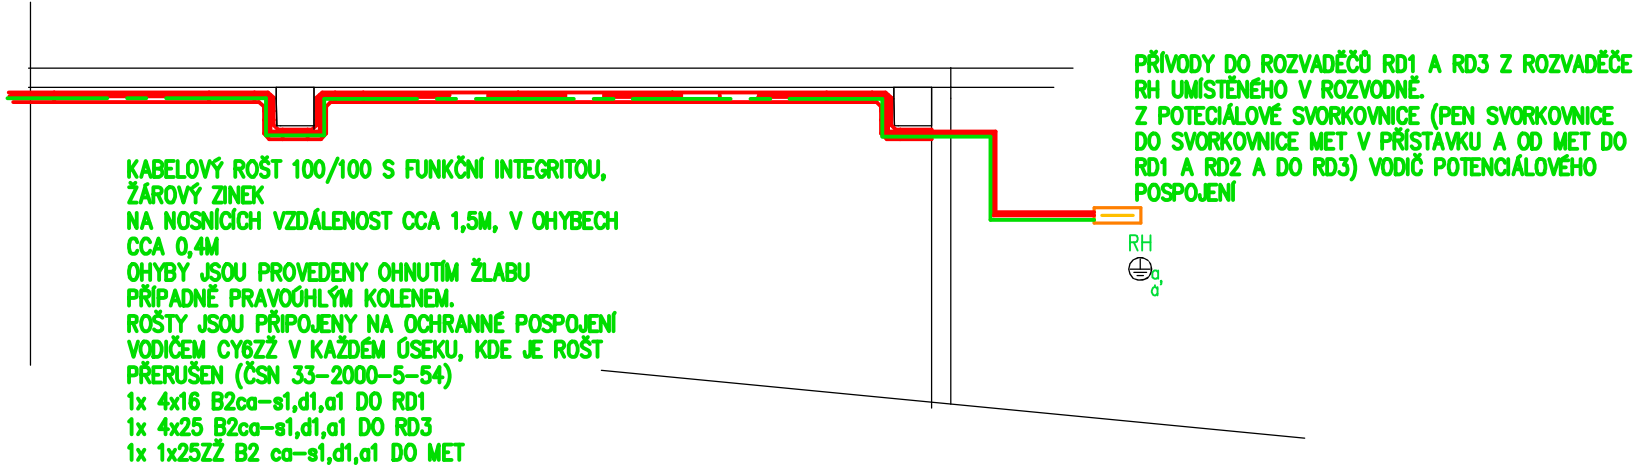 PŘÍVODY DO ROZVADĚČŮ RD1 A RD3 Z ROZVADĚČE
RH UMÍSTĚNÉHO V ROZVODNĚ.
Z POTECIÁLOVÉ SVORKOVNICE (PEN SVORKOVNICE
DO SVORKOVNICE MET V PŘÍSTAVKU A OD MET DO
RD1 A RD2 A DO RD3) VODIČ POTENCIÁLOVÉHO
POSPOJENÍ
KABELOVÝ ROŠT 100/100 S FUNKČNÍ INTEGRITOU,
ŽÁROVÝ ZINEK
NA NOSNÍCÍCH VZDÁLENOST CCA 1,5M, V OHYBECH
CCA 0,4M
OHYBY JSOU PROVEDENY OHNUTÍM ŽLABU
PŘÍPADNĚ PRAVOÚHLÝM KOLENEM.
ROŠTY JSOU PŘIPOJENY NA OCHRANNÉ POSPOJENÍ
VODIČEM CY6ZŽ V KAŽDÉM ÚSEKU, KDE JE ROŠT
PŘERUŠEN (ČSN 33-2000-5-54)
1x 4x16 B2ca-s1,d1,a1 DO RD1
1x 4x25 B2ca-s1,d1,a1 DO RD3
1x 1x25ZŽ B2 ca-s1,d1,a1 DO MET
RH
a,